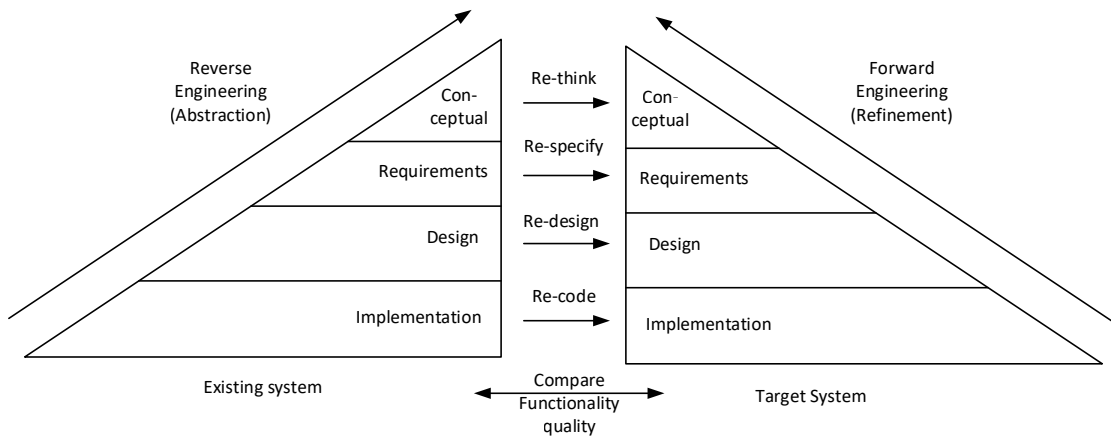 Reverse
Engineering
(Abstraction)
Con-
ceptual
Requirements
Design
Implementation
Existing system
Re-think
Re-specify
Re-design
Re-code
Compare
Functionality
quality
Con-
ceptual
Requirements
Design
Implementation
Target System
Forward
Engineering
(Refinement)